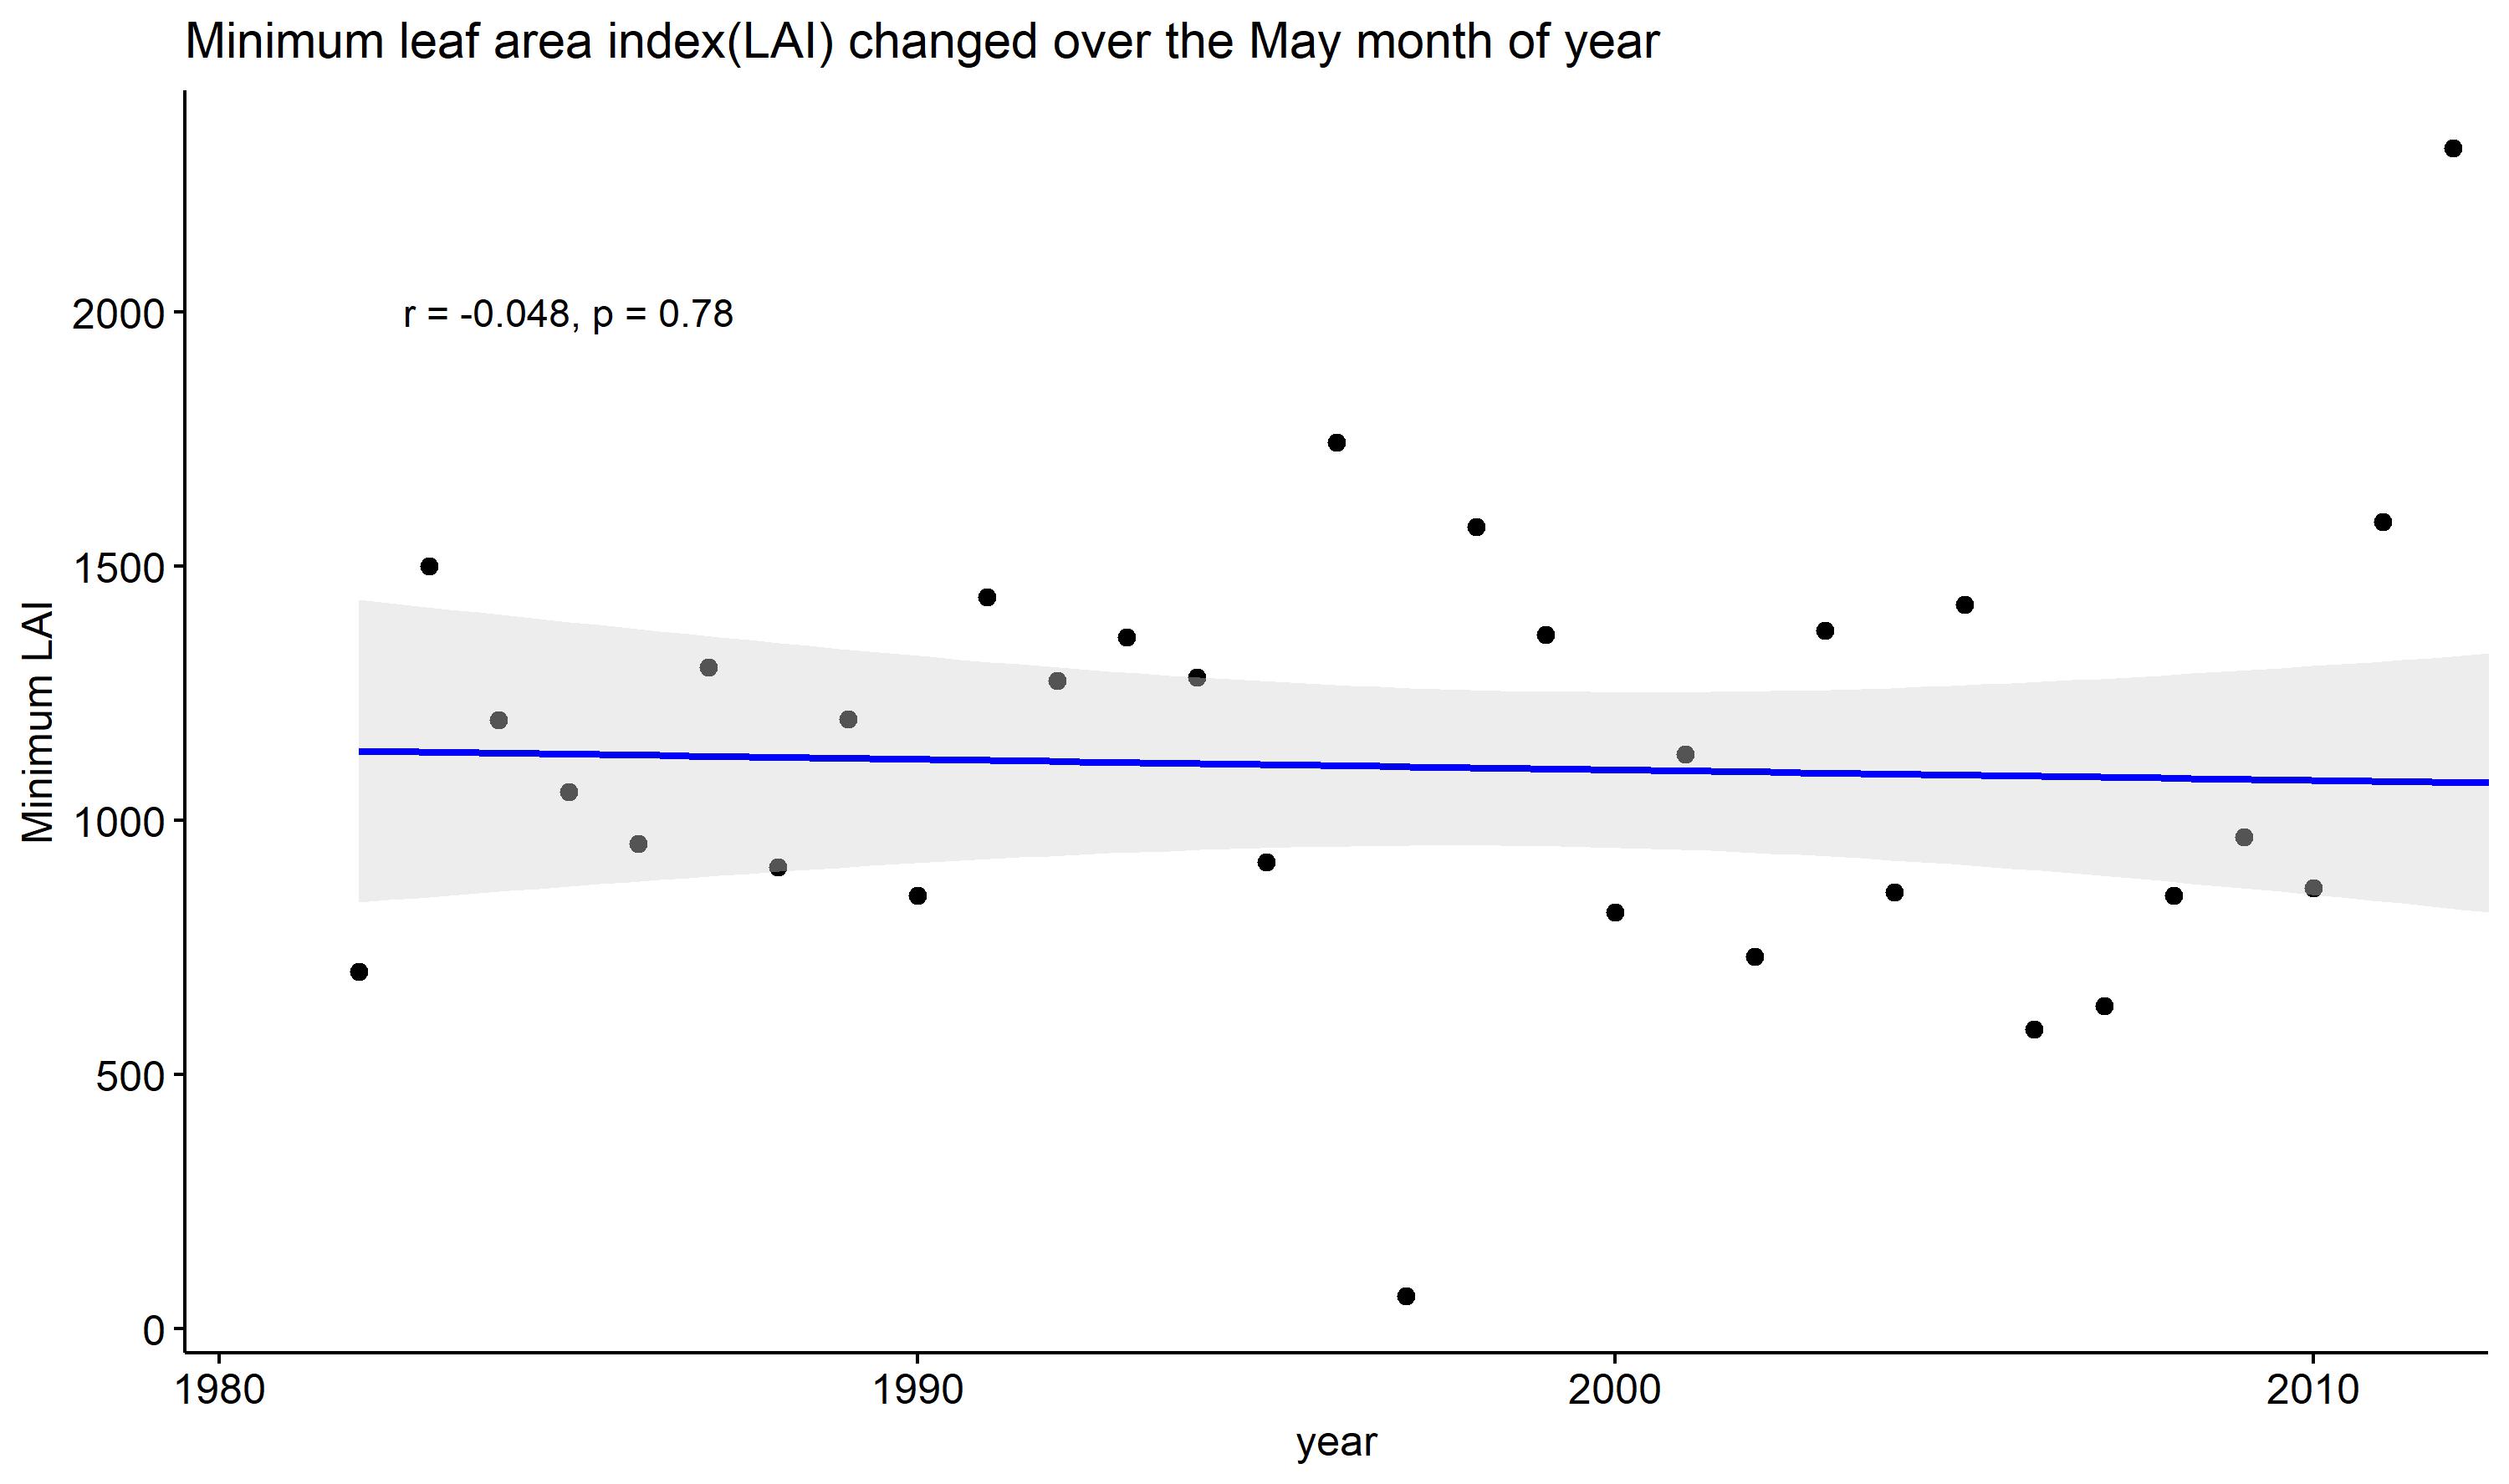 Minimum leaf area index(LAI) changed over the May month of year
r = -0.048, p = 0.78
Minimum LAI
2000
1500
1000
500
0
1980
1990
2000
2010
year